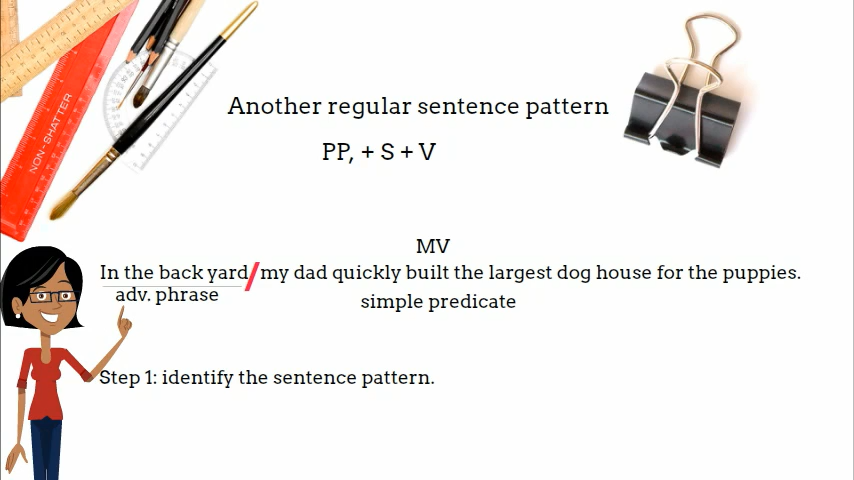 NON-SHATTER
Another regular sentence pattern
PP, + S + V
MV
In the back yard/my dad quickly built the largest dog house for the puppies.
adv. phrase
simple predicate
Step 1: identify the sentence pattern.